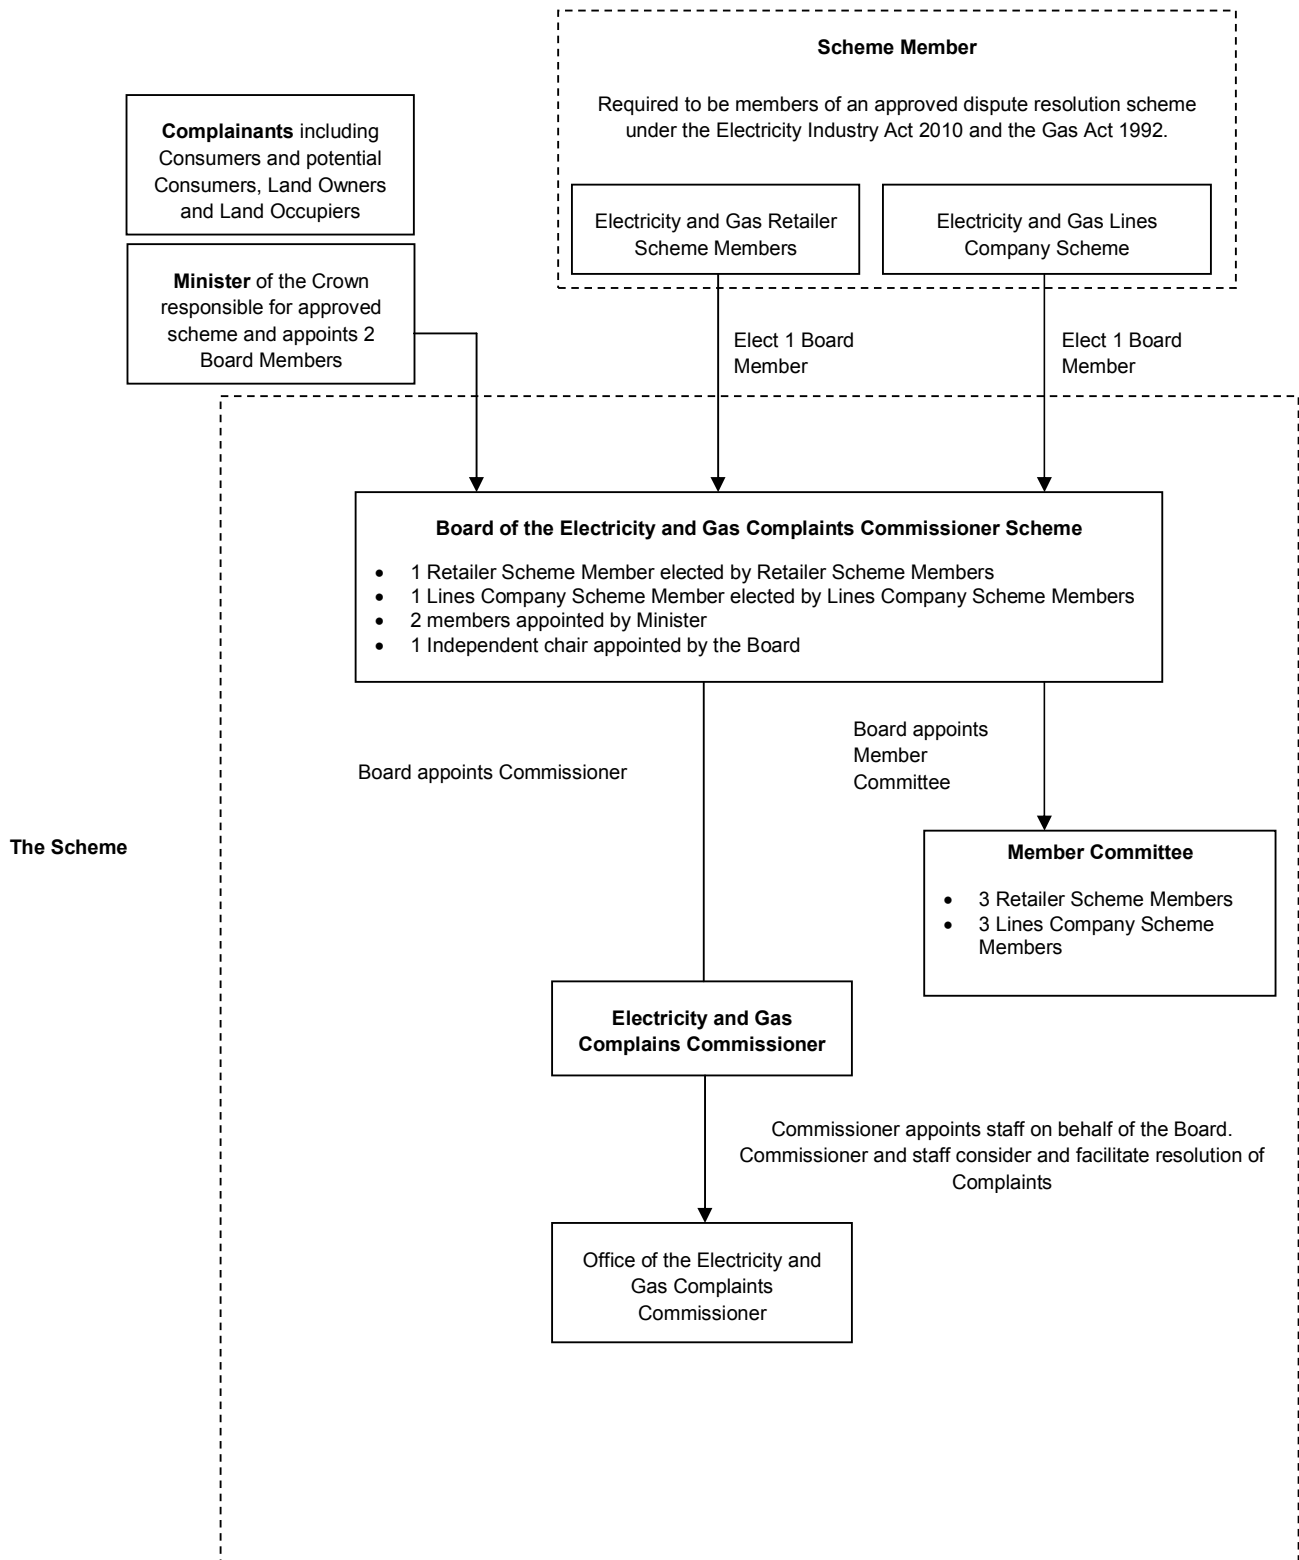 Scheme Member
Required to be members of an approved dispute resolution scheme
under the Electricity Industry Act 2010 and the Gas Act 1992.
Complainants including
Consumers and potential
Consumers, Land Owners
and Land Occupiers
Electricity and Gas Retailer
Scheme Members
Electricity and Gas Lines
Company Scheme
Minister of the Crown
responsible for approved
scheme and appoints 2
Board Members
Elect 1 Board
Member
Elect 1 Board
Member
Board of the Electricity and Gas Complaints Commissioner Scheme
• 1 Retailer Scheme Member elected by Retailer Scheme Members
• 1 Lines Company Scheme Member elected by Lines Company Scheme Members
• 2 members appointed by Minister
• 1 Independent chair appointed by the Board
Board appoints Commissioner
Board appoints
Member
Committee
The Scheme
Member Committee
• 3 Retailer Scheme Members
• 3 Lines Company Scheme
Members
Electricity and Gas
Complains Commissioner
Commissioner appoints staff on behalf of the Board.
Commissioner and staff consider and facilitate resolution of
Complaints
Office of the Electricity and
Gas Complaints
Commissioner